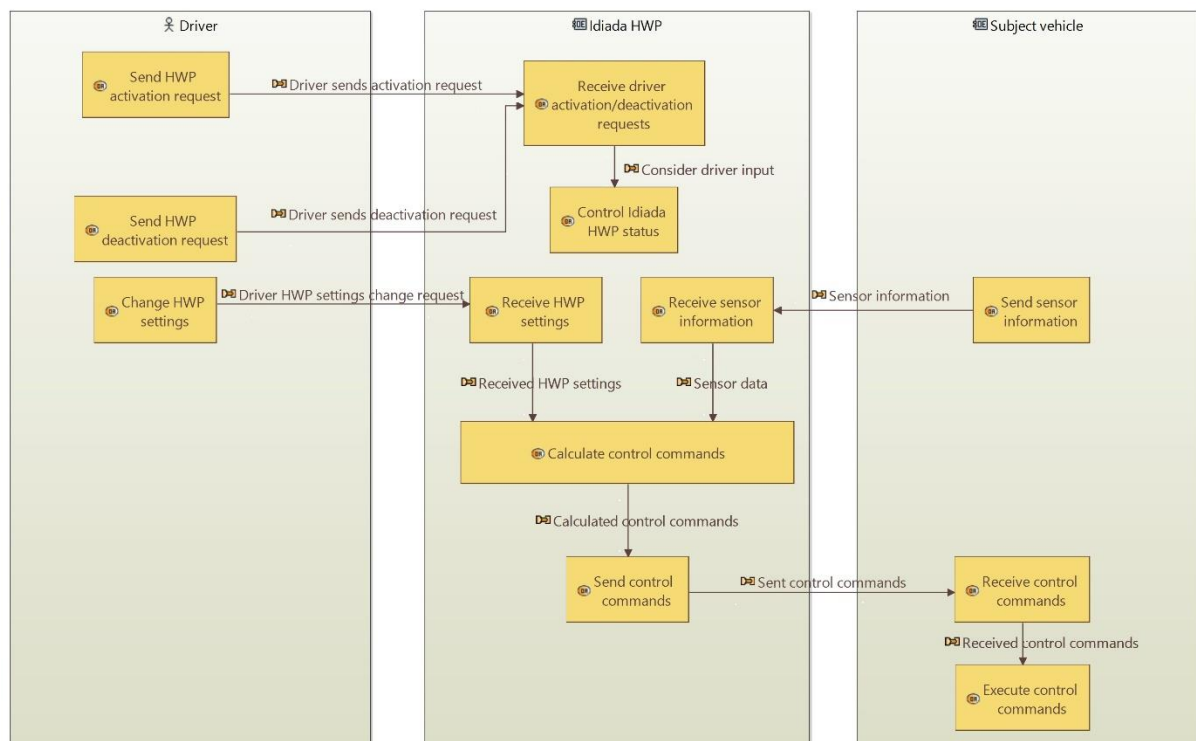 Driver
Idiada HWP
Subject vehicle
Send HWP
activation request
Driver sends activation request
Receive driver
activation/deactivation
requests
Consider driver input
Send HWP
deactivation request
Driver sends deactivation request
Control Idiada
HWP status
Change HWP
settings
Driver HWP settings change request
Receive HWP
settings
Receive sensor
information
Sensor information
Send sensor
information
Received HWP settings
Sensor data
Calculate control commands
Calculated control commands
Send control
commands
Sent control commands
Receive control
commands
Received control commands
Execute control
commands